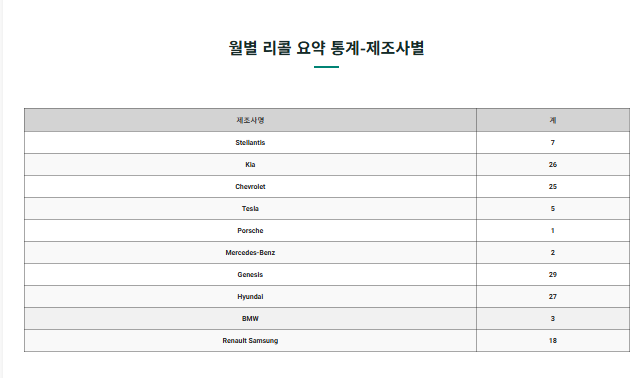 월별 리콜 요약 통계-제조사별
제조사명 계
Stellantis 7
Kia 26
Chevrolet 25
Tesla 5
Porsche 1
Mercedes-Benz 2
Genesis 29
Hyundai 27
BMW 3
Renault Samsung 18